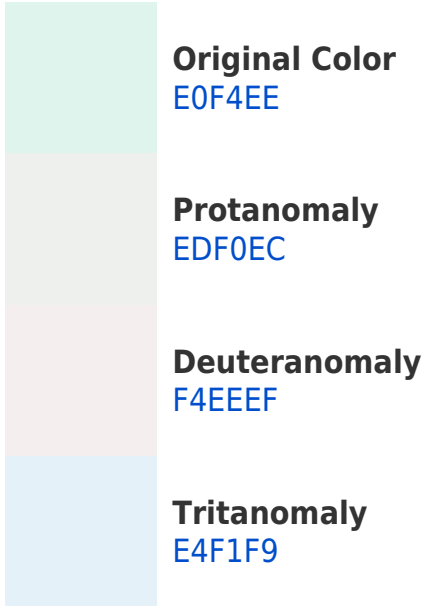 Original Color
E0F4EE
Protanomaly
EDF0EC
Deuteranomaly
F4EEEF
Tritanomaly
E4F1F9